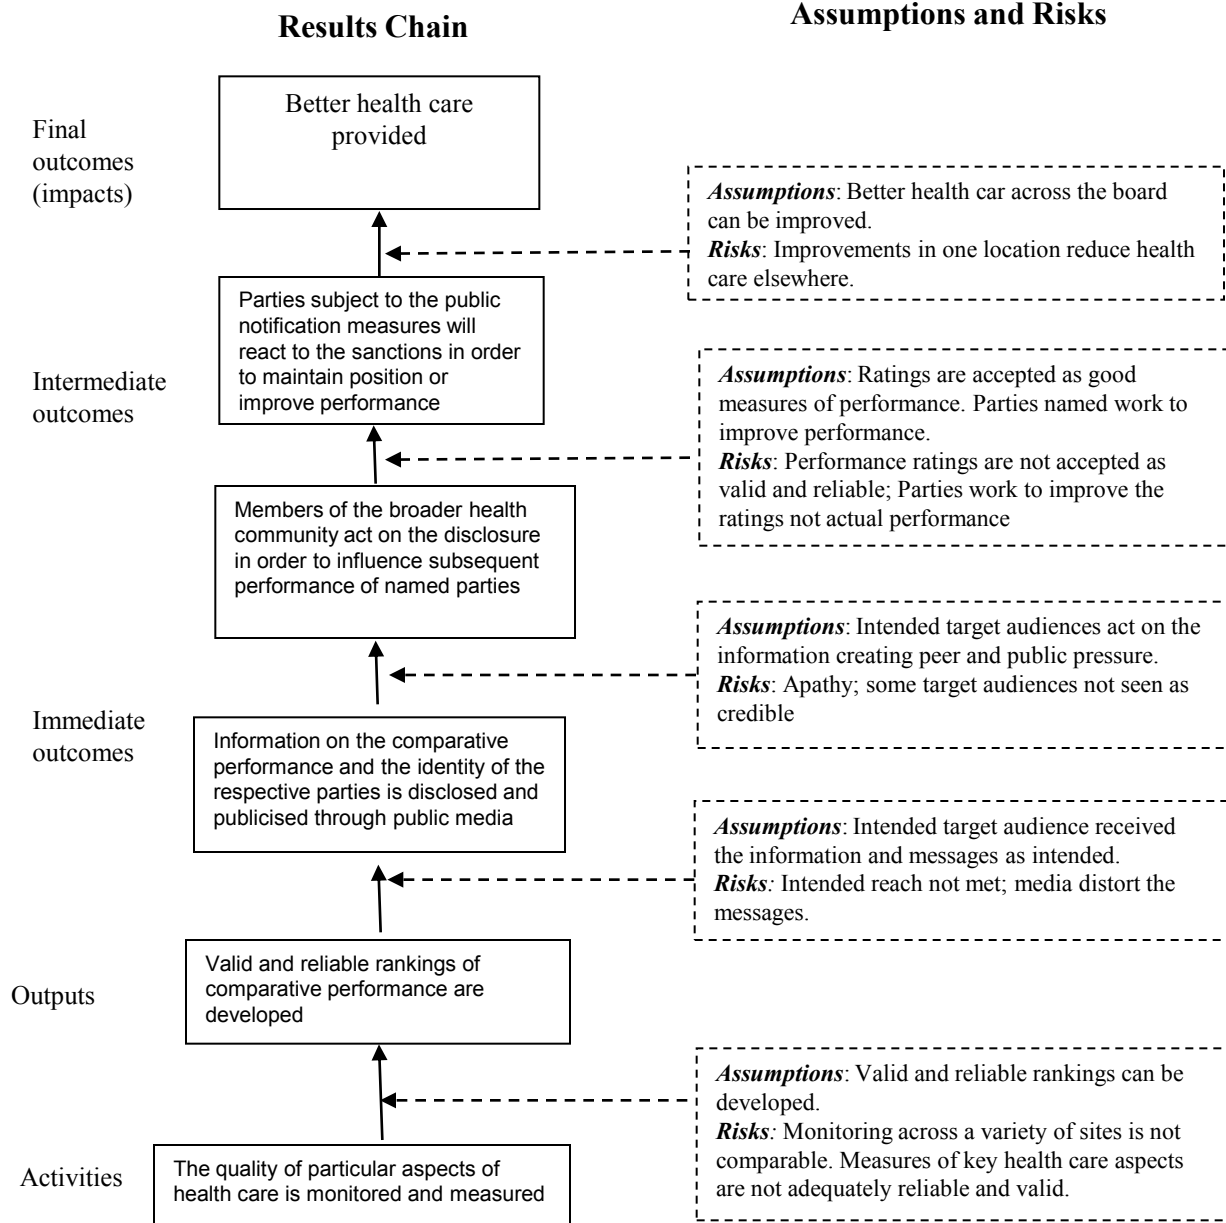 Results Chain
Assumptions and Risks
Final
outcomes
(impacts)
Better health care
provided
Assumptions: Better health car across the board
can be improved.
Risks: Improvements in one location reduce health
care elsewhere.
Intermediate
outcomes
Parties subject to the public
notification measures will
react to the sanctions in order
to maintain position or
improve performance
Assumptions: Ratings are accepted as good
measures of performance. Parties named work to
improve performance.
Risks: Performance ratings are not accepted as
valid and reliable; Parties work to improve the
ratings not actual performance
Members of the broader health
community act on the disclosure
in order to influence subsequent
performance of named parties
Assumptions: Intended target audiences act on the
information creating peer and public pressure.
Risks: Apathy; some target audiences not seen as
credible
Immediate
outcomes
Information on the comparative
performance and the identity of the
respective parties is disclosed and
publicised through public media
Assumptions: Intended target audience received
the information and messages as intended.
Risks: Intended reach not met; media distort the
messages.
Outputs
Valid and reliable rankings of
comparative performance are
developed
Assumptions: Valid and reliable rankings can be
developed.
Risks: Monitoring across a variety of sites is not
comparable. Measures of key health care aspects
are not adequately reliable and valid.
Activities
The quality of particular aspects of
health care is monitored and measured